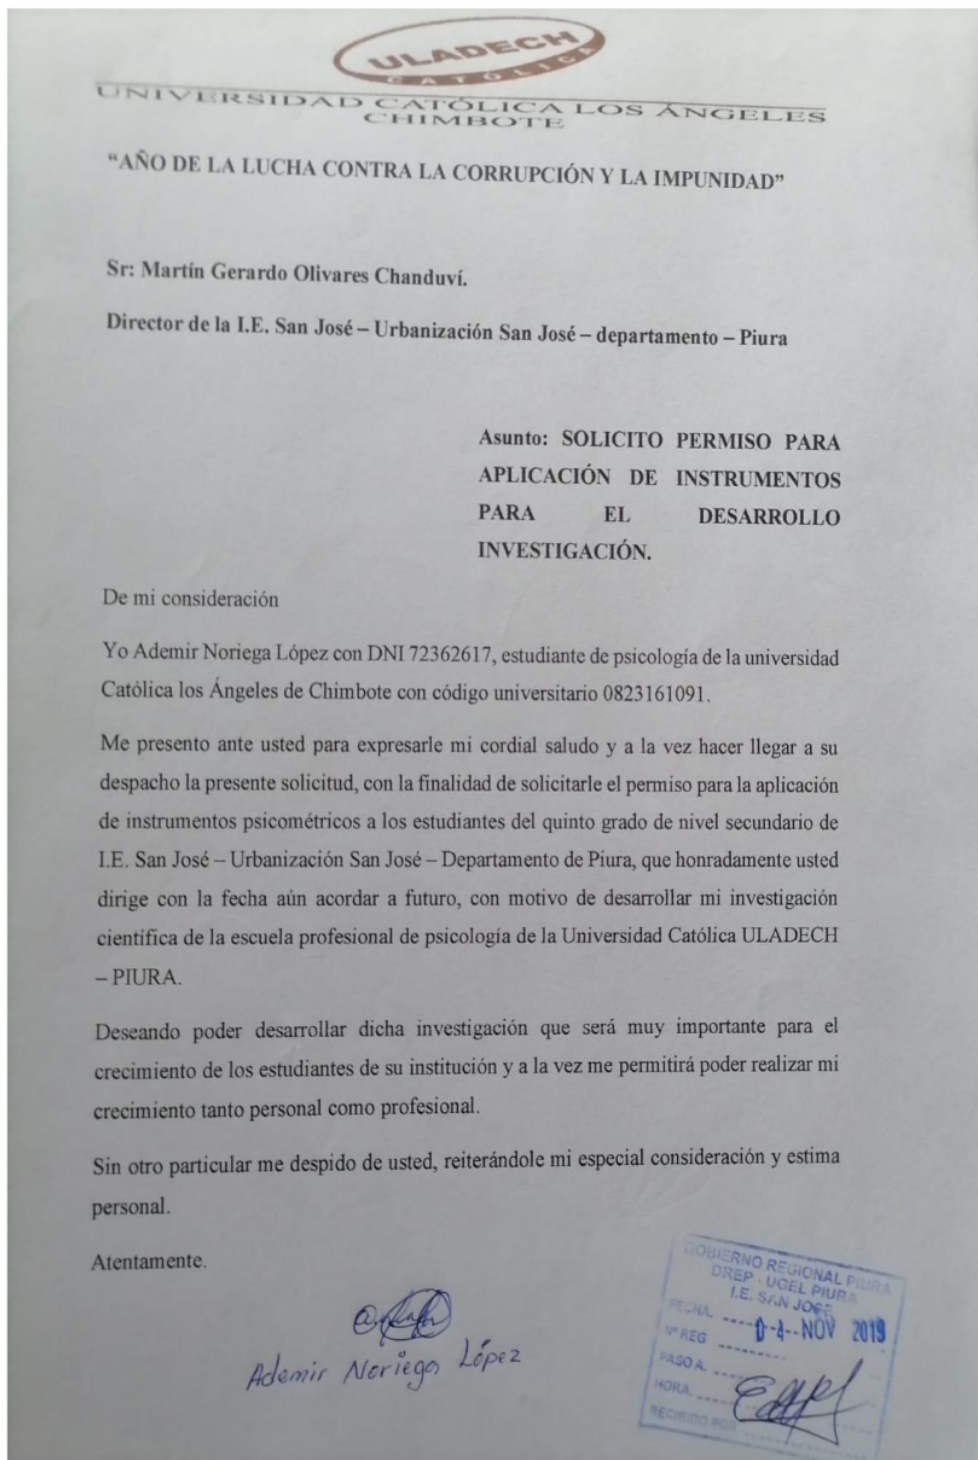 ULADECH
CATÓLICA
UNIVERSIDAD CATÓLICA LOS ÁNGELES
CHIMBOTE
“AÑO DE LA LUCHA CONTRA LA CORRUPCIÓN Y LA IMPUNIDAD”
Sr: Martín Gerardo Olivares Chanduví.
Director de la I.E. San José – Urbanización San José – departamento – Piura
Asunto: SOLICITO PERMISO PARA
APLICACIÓN DE INSTRUMENTOS
PARA EL DESARROLLO
INVESTIGACIÓN.
De mi consideración
Yo Ademir Noriega López con DNI 72362617, estudiante de psicología de la universidad
Católica los Ángeles de Chimbote con código universitario 0823161091.
Me presento ante usted para expresarle mi cordial saludo y a la vez hacer llegar a su
despacho la presente solicitud, con la finalidad de solicitarle el permiso para la aplicación
de instrumentos psicométricos a los estudiantes del quinto grado de nivel secundario de
I.E. San José – Urbanización San José – Departamento de Piura, que honradamente usted
dirige con la fecha aún acordar a futuro, con motivo de desarrollar mi investigación
científica de la escuela profesional de psicología de la Universidad Católica ULADECH
– PIURA.
Deseando poder desarrollar dicha investigación que será muy importante para el
crecimiento de los estudiantes de su institución y a la vez me permitirá poder realizar mi
crecimiento tanto personal como profesional.
Sin otro particular me despido de usted, reiterándole mi especial consideración y estima
personal.
Atentamente.
Ademir Noriega López
GOBIERNO REGIONAL PIURA
DREP - UGEL PIURA
I.E. SAN JOSE
FECHA. 04 NOV 2019
Nº REG
PASO A.
HORA.
RECIBIDO POR